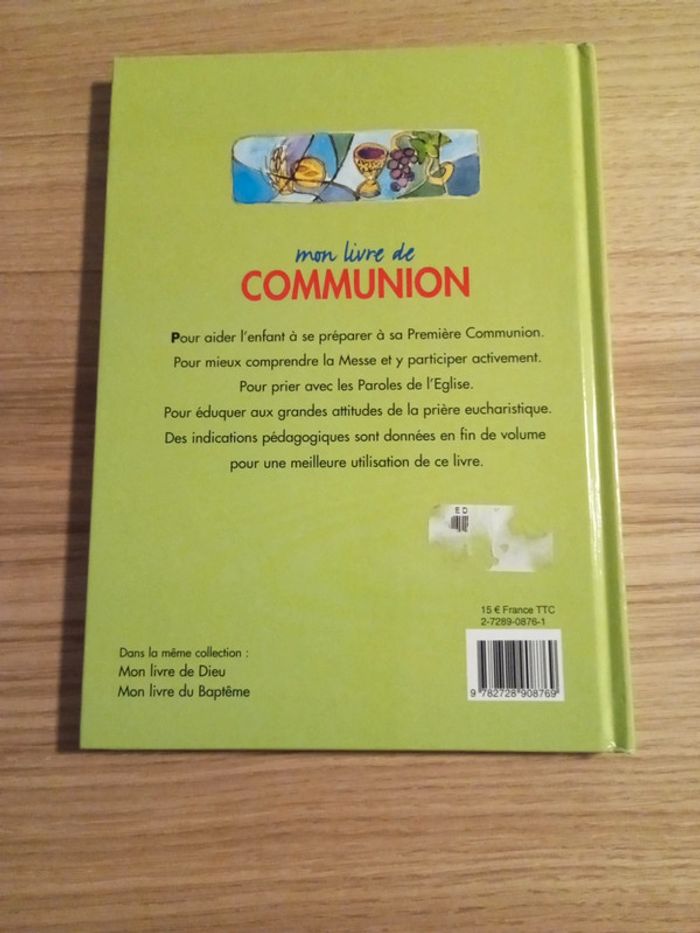 mon livre de
COMMUNION
Pour aider l'enfant à se préparer à sa Première Communion.
Pour mieux comprendre la Messe et y participer activement.
Pour prier avec les Paroles de l'Eglise.
Pour éduquer aux grandes attitudes de la prière eucharistique.
Des indications pédagogiques sont données en fin de volume
pour une meilleure utilisation de ce livre.
E D
15 € France TTC
2-7289-0876-1
Dans la même collection :
Mon livre de Dieu
Mon livre du Baptême
9 782728 908769